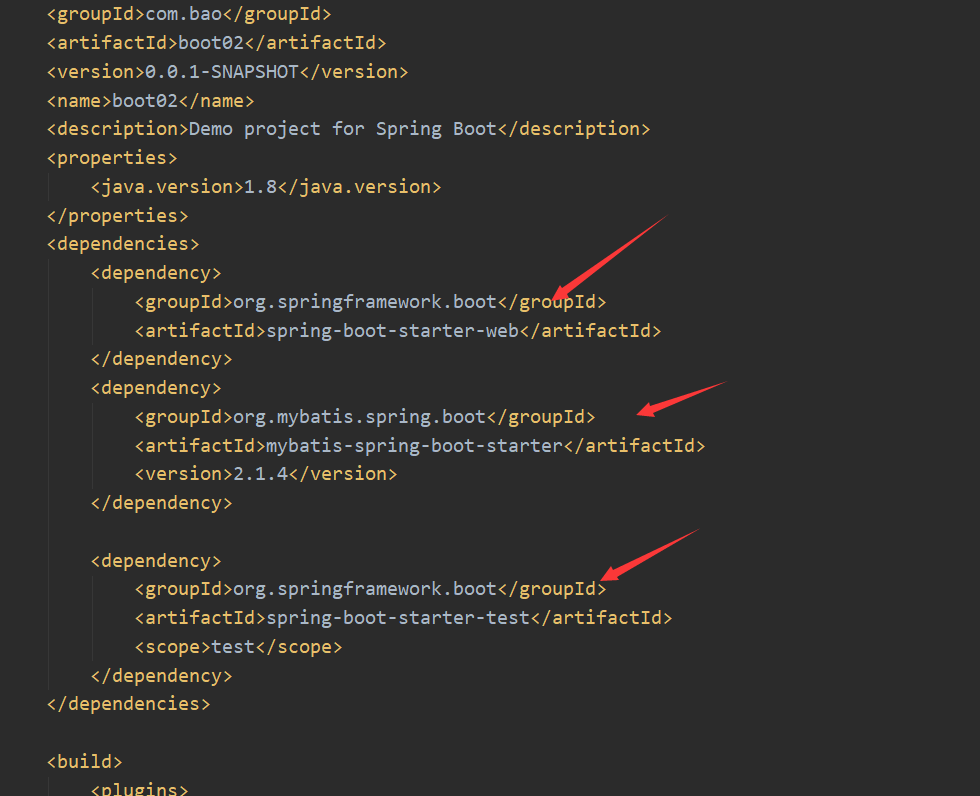 <groupId>com.bao</groupId>
<artifactId>boot02</artifactId>
<version>0.0.1-SNAPSHOT</version>
<name>boot02</name>
<description>Demo project for Spring Boot</description>
<properties>
<java.version>1.8</java.version>
</properties>
<dependencies>
<dependency>
<groupId>org.springframework.boot</groupId>
<artifactId>spring-boot-starter-web</artifactId>
</dependency>
<dependency>
<groupId>org.mybatis.spring.boot</groupId>
<artifactId>mybatis-spring-boot-starter</artifactId>
<version>2.1.4</version>
</dependency>
<dependency>
<groupId>org.springframework.boot</groupId>
<artifactId>spring-boot-starter-test</artifactId>
<scope>test</scope>
</dependency>
</dependencies>
<build>
<plugins>